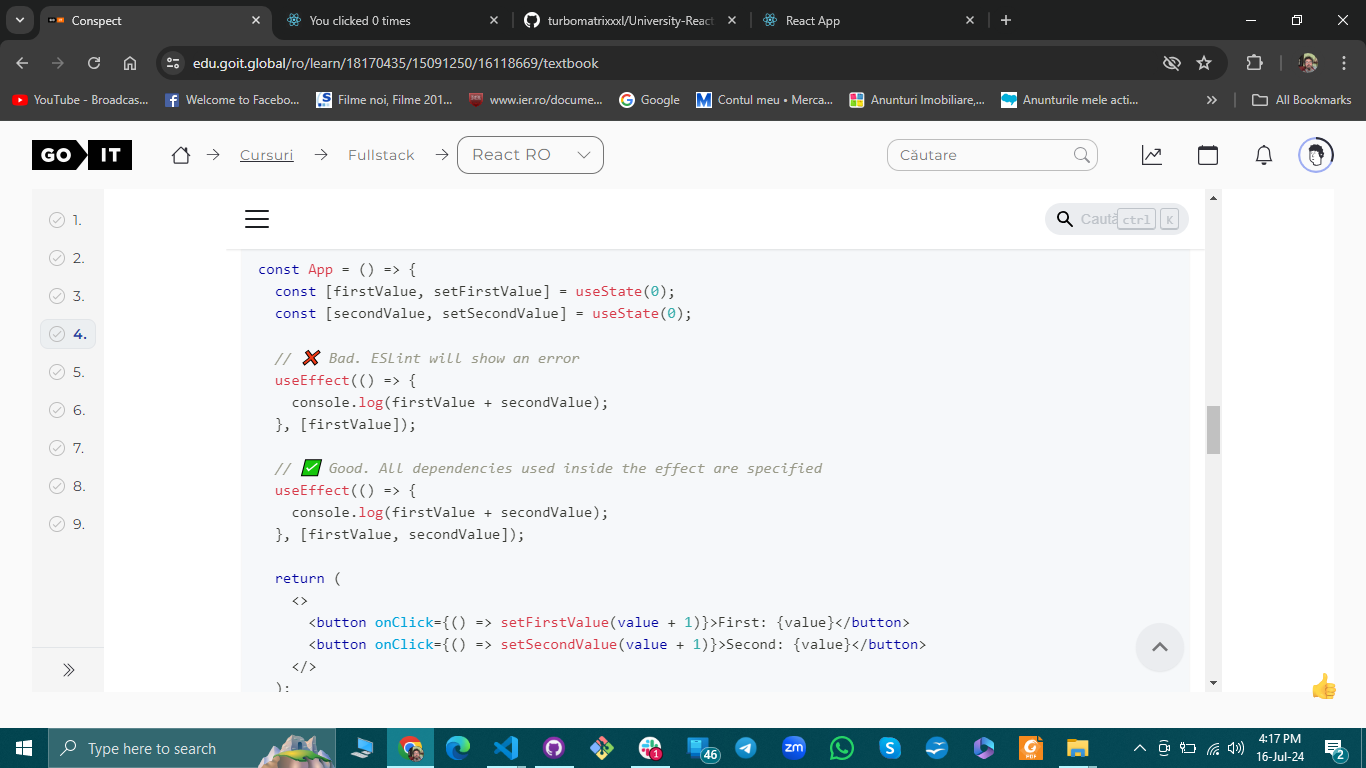 Conspect
You clicked 0 times
turbomatrixxxl/University-React
React App
edu.goit.global/ro/learn/18170435/15091250/16118669/textbook
YouTube - Broadcas...
Welcome to Facebo...
Filme noi, Filme 201...
www.ier.ro/docume...
Google
Contul meu • Merca...
Anunturi Imobiliare,...
Anunturile mele acti...
All Bookmarks
GO IT
Cursuri
Fullstack
React RO
Căutare
1.
2.
3.
4.
5.
6.
7.
8.
9.
Caută
ctrl
K
const App = () => {
const [firstValue, setFirstValue] = useState(0);
const [secondValue, setSecondValue] = useState(0);
// ❌ Bad. ESLint will show an error
useEffect(() => {
console.log(firstValue + secondValue);
}, [firstValue]);
// ✅ Good. All dependencies used inside the effect are specified
useEffect(() => {
console.log(firstValue + secondValue);
}, [firstValue, secondValue]);
return (
<>
<button onClick={() => setFirstValue(value + 1)}>First: {value}</button>
<button onClick={() => setSecondValue(value + 1)}>Second: {value}</button>
</>
);
Type here to search
1
46
zm
PDF
4:17 PM
16-Jul-24
2